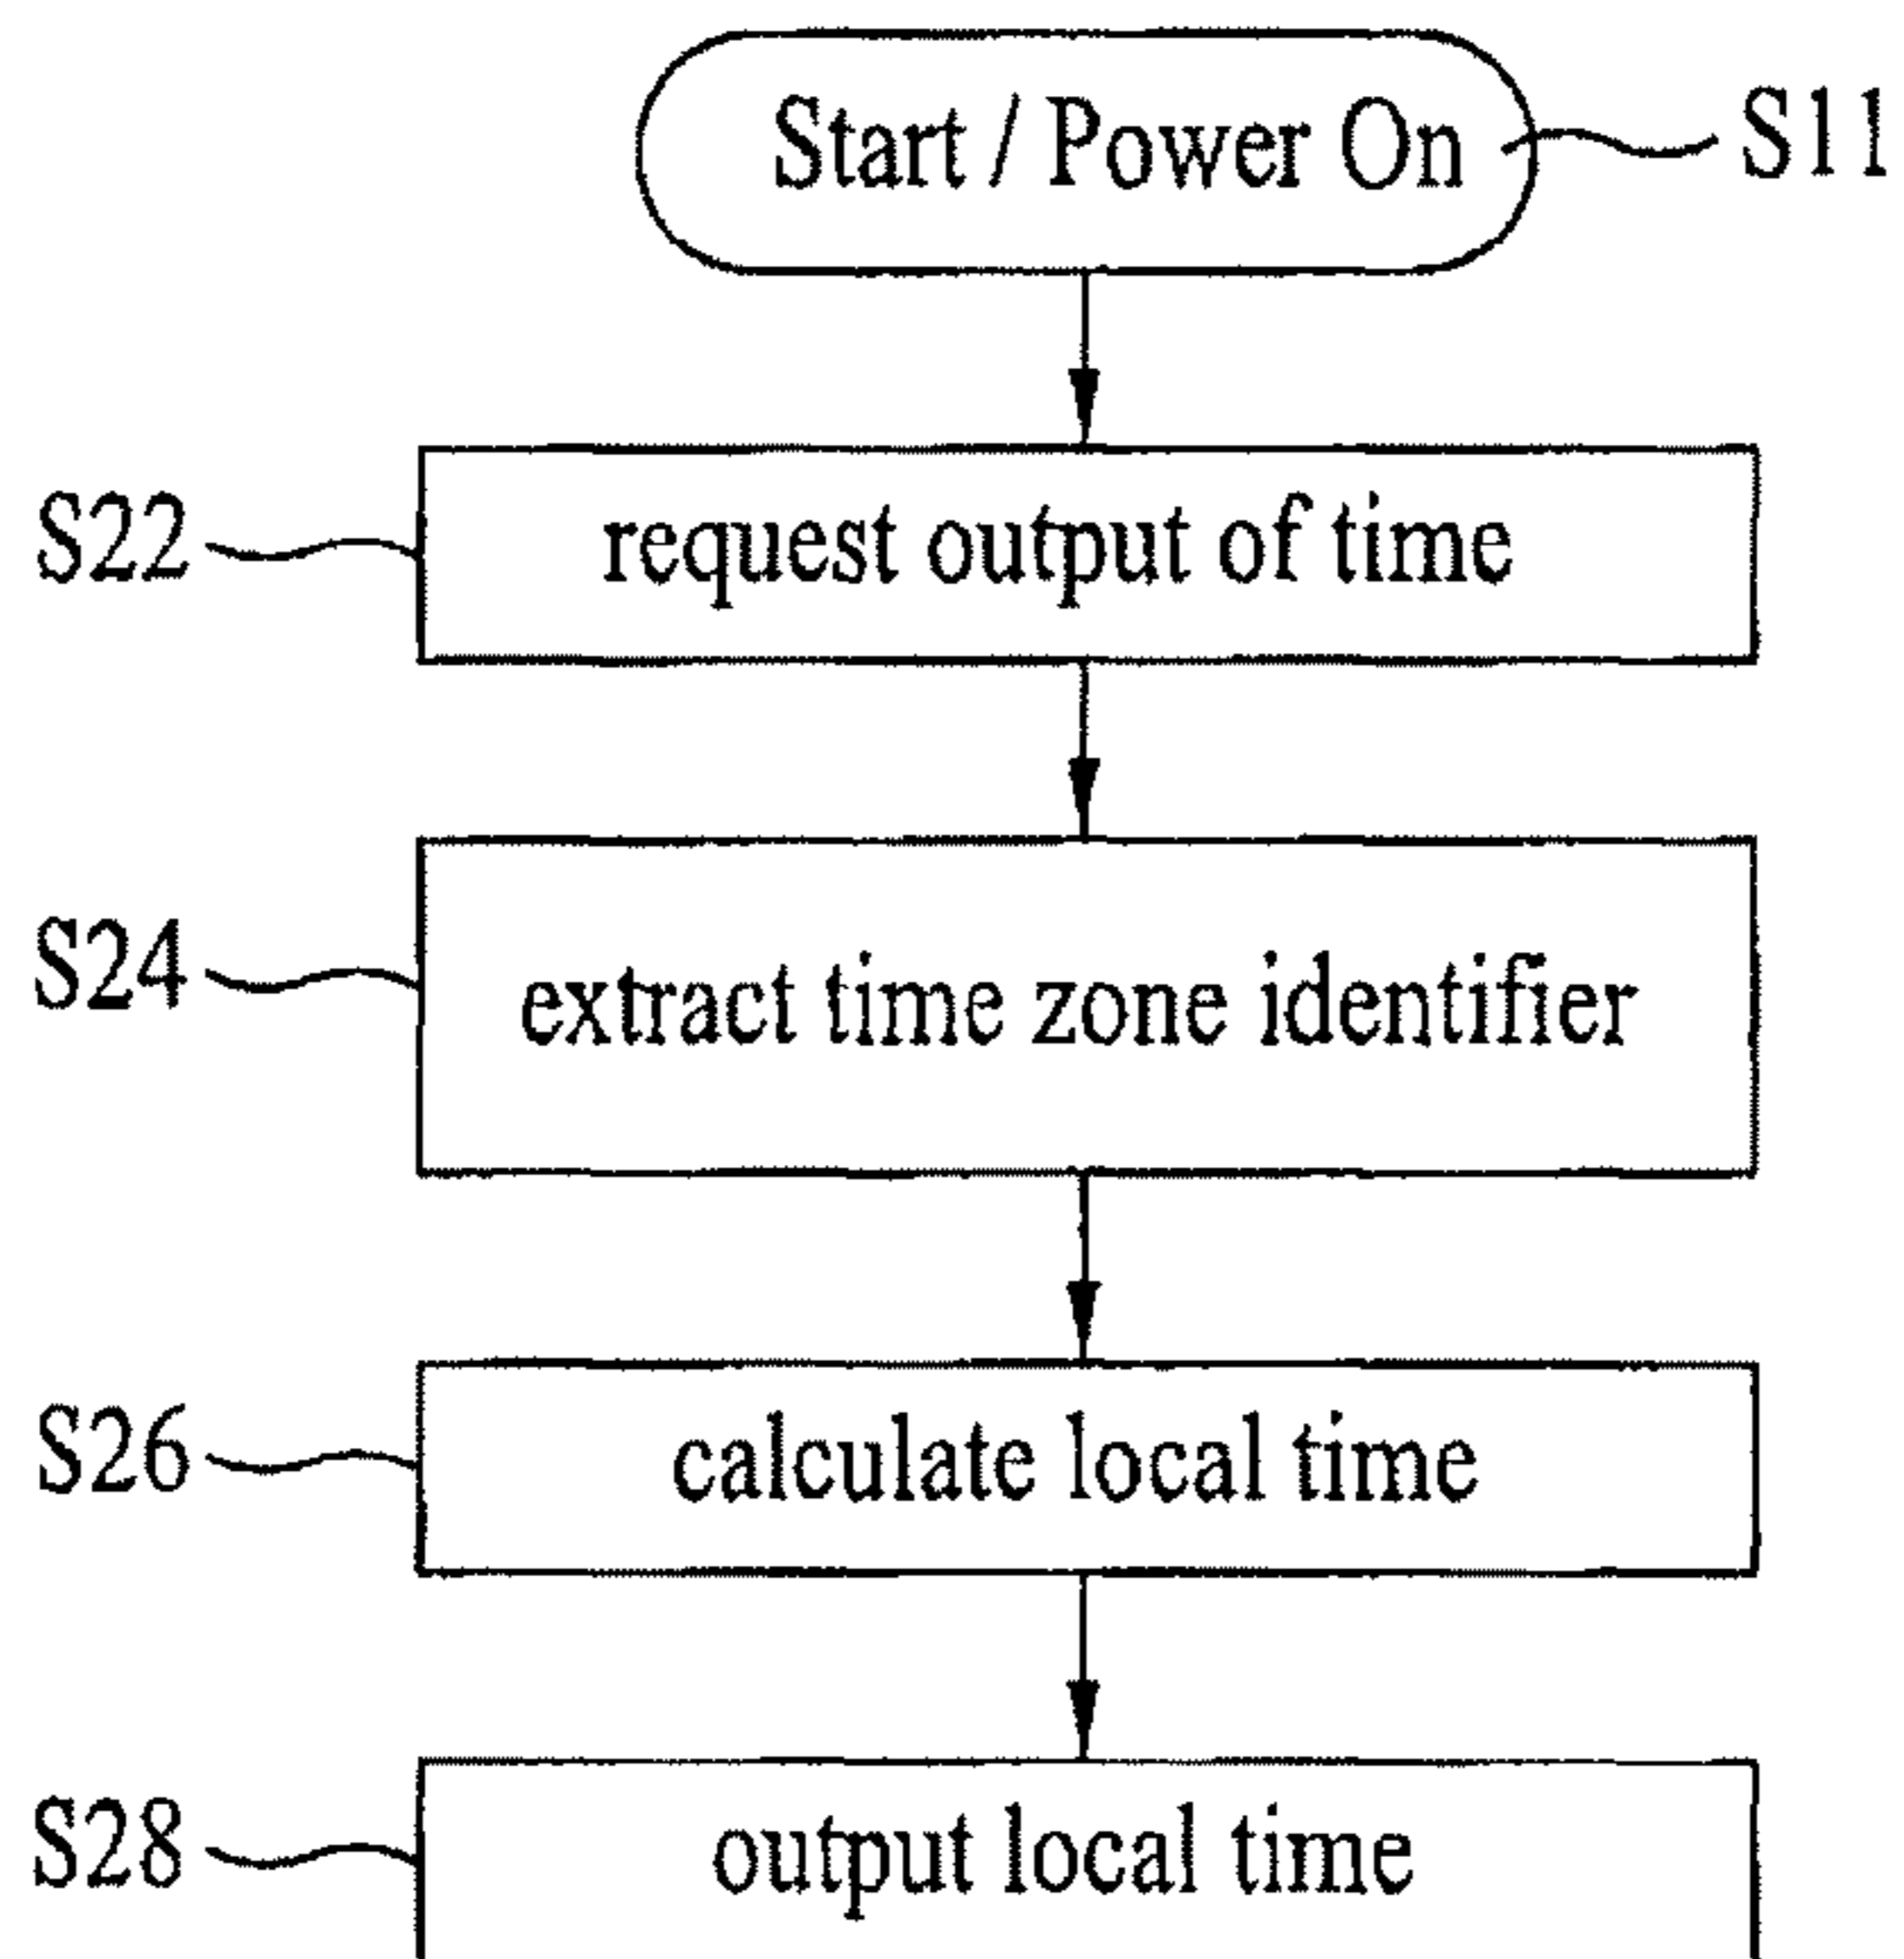 Start / Power On
S11
S22
request output of time
S24
extract time zone identifier
S26
calculate local time
S28
output local time